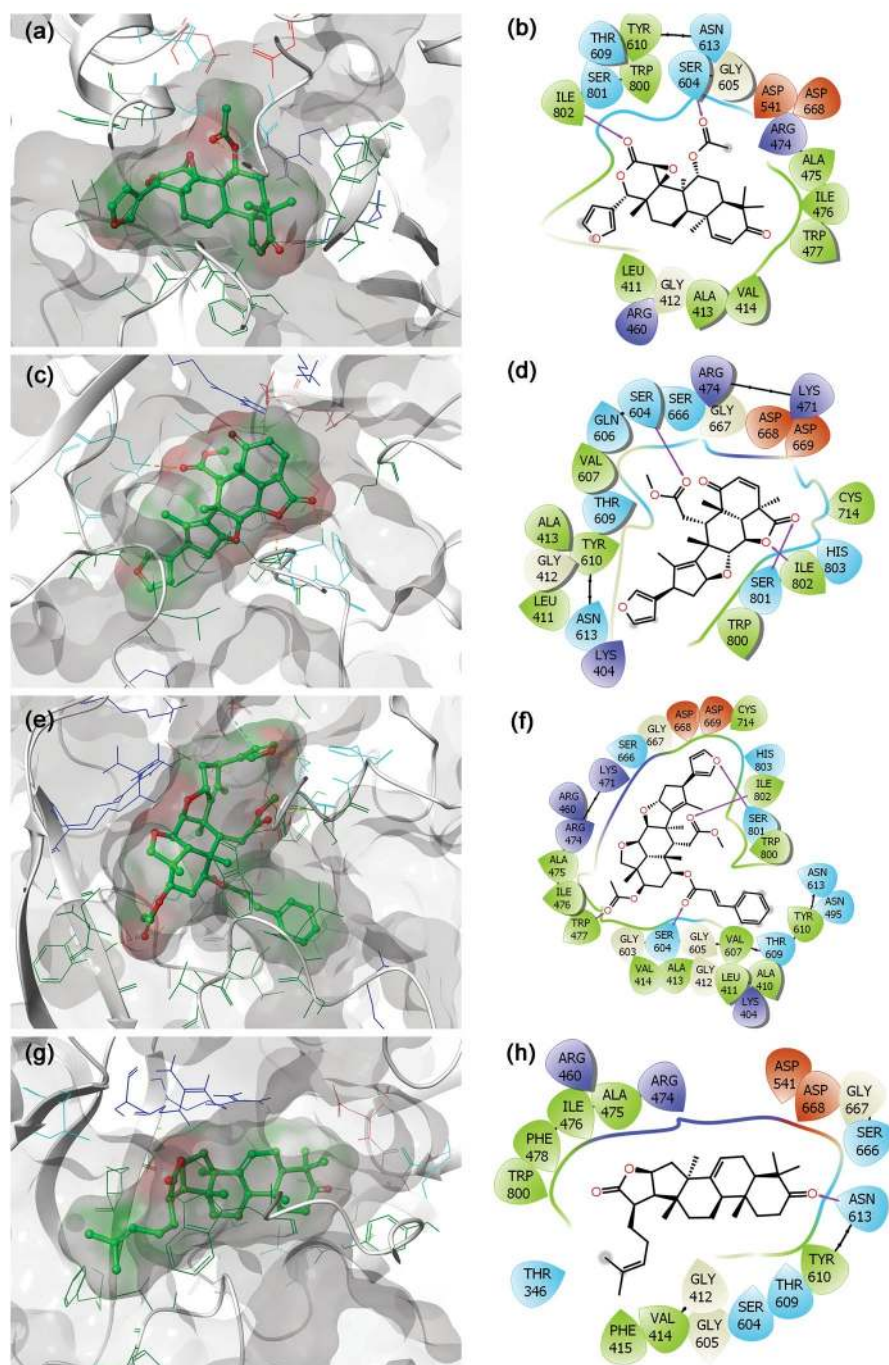 (a)
(b)
THR 609
TYR 610
ASN 613
SER 801
TRP 800
SER 604
GLY 605
ILE 802
ASP 541
ASP 668
ARG 474
ALA 475
ILE 476
TRP 477
O
O
O
O
O
O
O
LEU 411
GLY 412
ALA 413
VAL 414
ARG 460
(c)
(d)
ARG 474
LYS 471
SER 604
SER 666
GLY 667
ASP 668
ASP 669
GLN 606
VAL 607
THR 609
CYS 714
ALA 413
GLY 412
TYR 610
LEU 411
ASN 613
LYS 404
HIS 803
ILE 802
SER 801
TRP 800
O
O
O
O
O
O
O
(e)
(f)
ASP 668
ASP 669
CYS 714
GLY 667
SER 666
LYS 471
HIS 803
ILE 802
SER 801
TRP 800
ARG 460
ARG 474
ALA 475
ILE 476
TRP 477
ASN 613
ASN 495
TYR 610
THR 609
GLY 603
SER 604
GLY 605
VAL 607
VAL 414
ALA 413
GLY 412
LEU 411
ALA 410
LYS 404
O
O
O
O
O
O
O
O
O
(g)
(h)
ARG 460
ALA 475
ARG 474
ILE 476
PHE 478
TRP 800
ASP 541
ASP 668
GLY 667
SER 666
ASN 613
O
O
O
THR 346
TYR 610
THR 609
SER 604
GLY 412
GLY 605
VAL 414
PHE 415